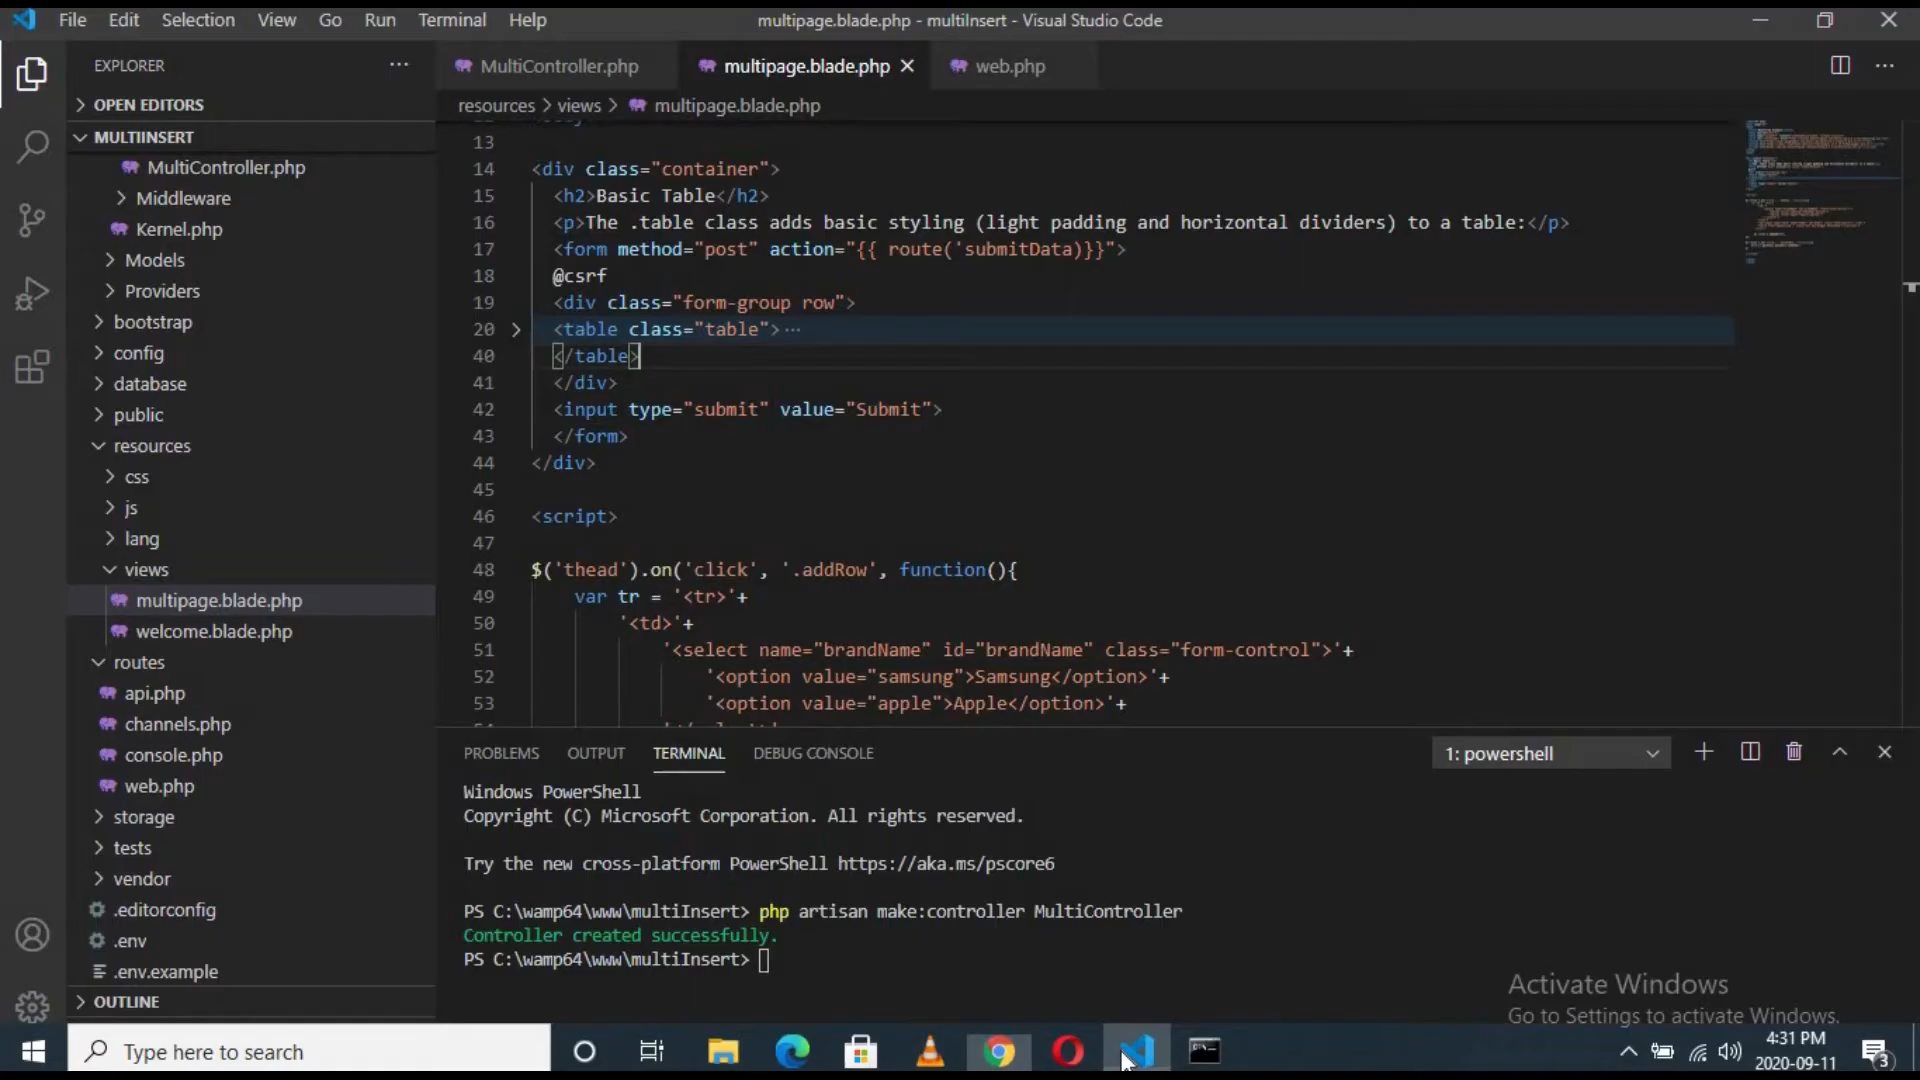 File Edit Selection View Go Run Terminal Help
multipage.blade.php - multiInsert - Visual Studio Code
EXPLORER
OPEN EDITORS
MULTIINSERT
MultiController.php
Middleware
Kernel.php
Models
Providers
bootstrap
config
database
public
resources
css
js
lang
views
multipage.blade.php
welcome.blade.php
routes
api.php
channels.php
console.php
web.php
storage
tests
vendor
.editorconfig
.env
.env.example
OUTLINE
MultiController.php multipage.blade.php web.php
resources > views > multipage.blade.php
13
14 <div class="container">
15 <h2>Basic Table</h2>
16 <p>The .table class adds basic styling (light padding and horizontal dividers) to a table:</p>
17 <form method="post" action="{{ route('submitData)}}">
18 @csrf
19 <div class="form-group row">
20 <table class="table"> ...
40 </table>
41 </div>
42 <input type="submit" value="Submit">
43 </form>
44 </div>
45
46 <script>
47
48 $('thead').on('click', '.addRow', function(){
49 var tr = '<tr>'+
50 '<td>'+
51 '<select name="brandName" id="brandName" class="form-control">'+
52 '<option value="samsung">Samsung</option>'+
53 '<option value="apple">Apple</option>'+
PROBLEMS OUTPUT TERMINAL DEBUG CONSOLE
1: powershell
Windows PowerShell
Copyright (C) Microsoft Corporation. All rights reserved.
Try the new cross-platform PowerShell https://aka.ms/pscore6
PS C:\wamp64\www\multiInsert> php artisan make:controller MultiController
Controller created successfully.
PS C:\wamp64\www\multiInsert>
Activate Windows
Go to Settings to activate Windows.
Type here to search
4:31 PM
2020-09-11
3